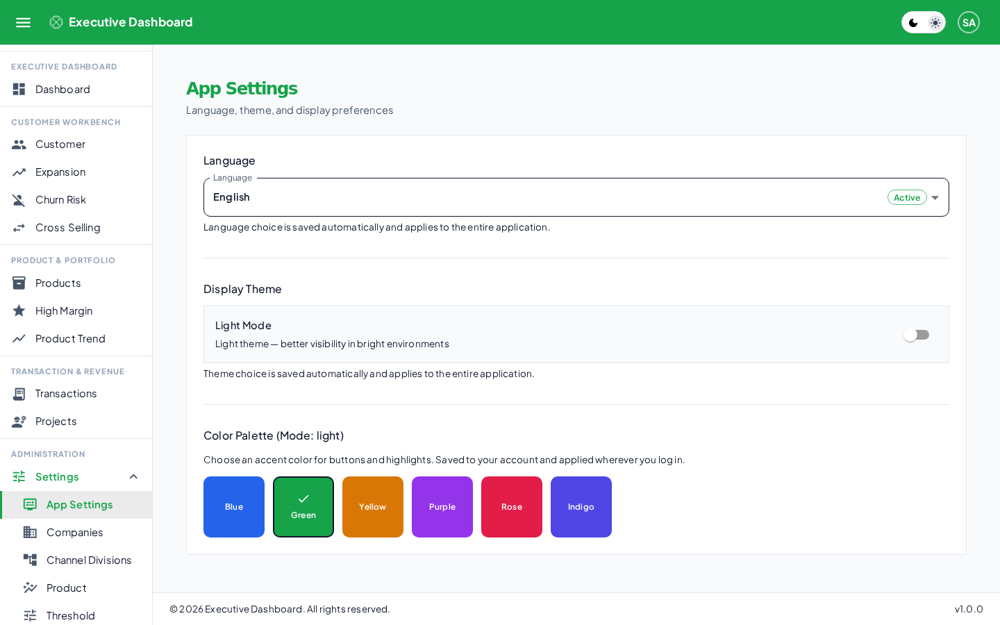 Executive Dashboard
SA
EXECUTIVE DASHBOARD
Dashboard
CUSTOMER WORKBENCH
Customer
Expansion
Churn Risk
Cross Selling
PRODUCT & PORTFOLIO
Products
High Margin
Product Trend
TRANSACTION & REVENUE
Transactions
Projects
ADMINISTRATION
Settings
App Settings
Companies
Channel Divisions
Product
Threshold
App Settings
Language, theme, and display preferences
Language
Language
English
Active
Language choice is saved automatically and applies to the entire application.
Display Theme
Light Mode
Light theme — better visibility in bright environments
Theme choice is saved automatically and applies to the entire application.
Color Palette (Mode: light)
Choose an accent color for buttons and highlights. Saved to your account and applied wherever you log in.
Blue
Green
Yellow
Purple
Rose
Indigo
© 2026 Executive Dashboard. All rights reserved.
v1.0.0